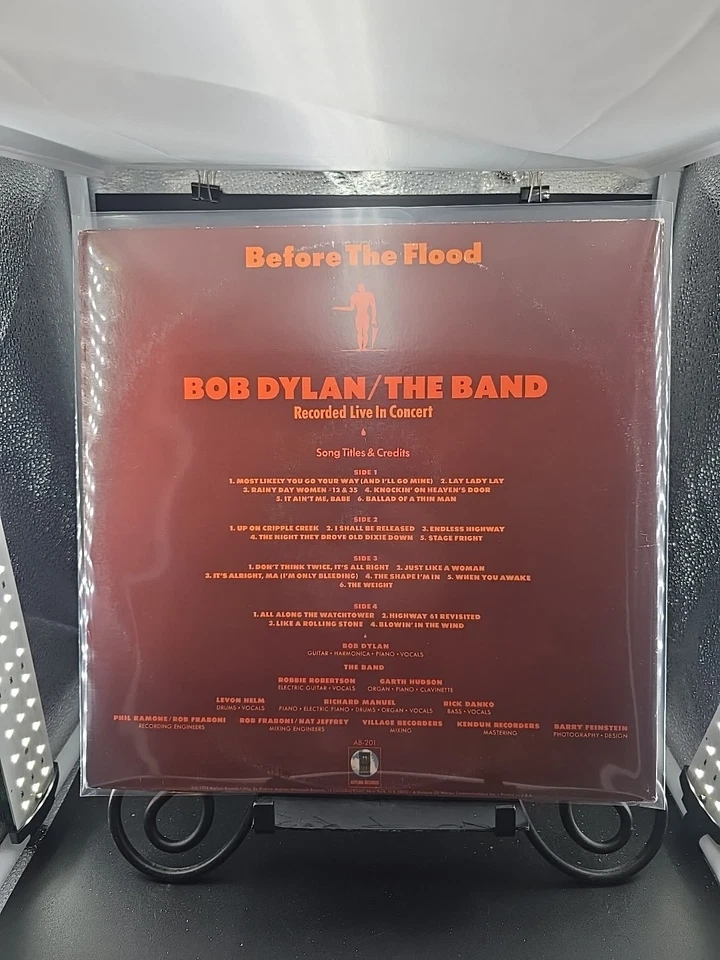 Before The Flood
BOB DYLAN/THE BAND
Recorded Live In Concert
Song Titles & Credits
SIDE 1
1. MOST LIKELY YOU GO YOUR WAY (AND I'LL GO MINE) 2. LAY LADY LAY
3. RAINY DAY WOMEN #12 & 35 4. KNOCKIN' ON HEAVEN'S DOOR
5. IT AIN'T ME, BABE 6. BALLAD OF A THIN MAN
SIDE 2
1. UP ON CRIPPLE CREEK 2. I SHALL BE RELEASED 3. ENDLESS HIGHWAY
4. THE NIGHT THEY DROVE OLD DIXIE DOWN 5. STAGE FRIGHT
SIDE 3
1. DON'T THINK TWICE, IT'S ALL RIGHT 2. JUST LIKE A WOMAN
3. IT'S ALRIGHT, MA (I'M ONLY BLEEDING) 4. THE SHAPE I'M IN 5. WHEN YOU AWAKE
6. THE WEIGHT
SIDE 4
1. ALL ALONG THE WATCHTOWER 2. HIGHWAY 61 REVISITED
3. LIKE A ROLLING STONE 4. BLOWIN' IN THE WIND
BOB DYLAN
GUITAR • HARMONICA • PIANO • VOCALS
THE BAND
ROBBIE ROBERTSON GARTH HUDSON
ELECTRIC GUITAR • VOCALS ORGAN • PIANO • CLAVINETTE
LEVON HELM RICHARD MANUEL RICK DANKO
DRUMS • VOCALS PIANO • ELECTRIC PIANO • DRUMS • ORGAN • VOCALS BASS • VOCALS
PHIL RAMONE/ROB FRABONI ROB FRABONI/NAT JEFFREY VILLAGE RECORDERS KENDUN RECORDERS BARRY FEINSTEIN
RECORDING ENGINEERS MIXING ENGINEERS MIXING MASTERING PHOTOGRAPHY • DESIGN
AB-201